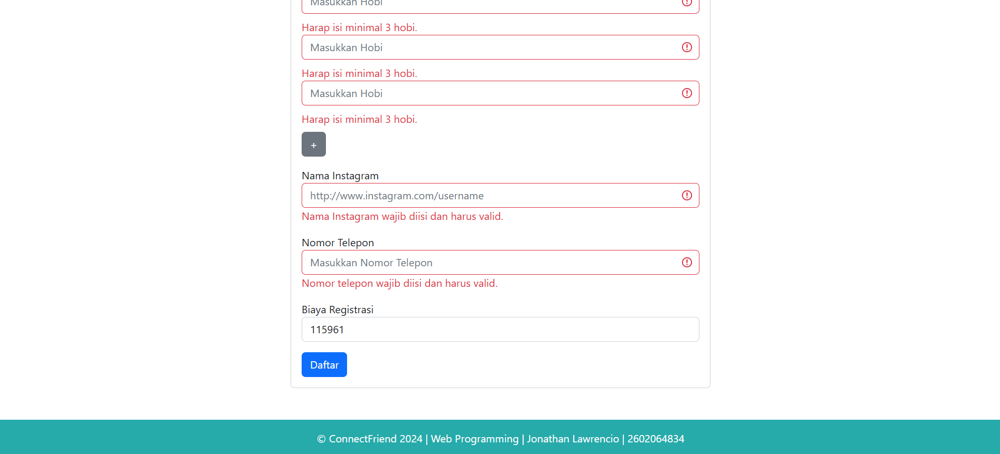 Masukkan Hobi
Harap isi minimal 3 hobi.
Masukkan Hobi
Harap isi minimal 3 hobi.
Masukkan Hobi
Harap isi minimal 3 hobi.
+
Nama Instagram
http://www.instagram.com/username
Nama Instagram wajib diisi dan harus valid.
Nomor Telepon
Masukkan Nomor Telepon
Nomor telepon wajib diisi dan harus valid.
Biaya Registrasi
115961
Daftar
© ConnectFriend 2024 | Web Programming | Jonathan Lawrencio | 2602064834